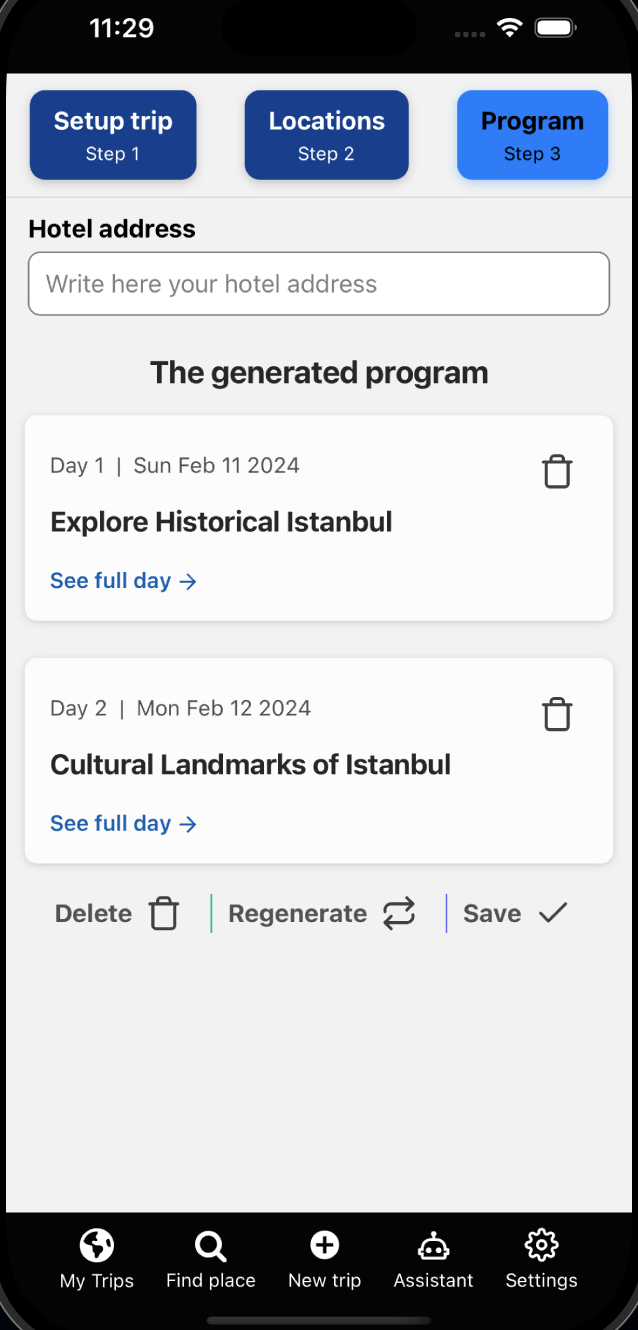 11:29
Setup trip
Step 1
Locations
Step 2
Program
Step 3
Hotel address
Write here your hotel address
The generated program
Day 1 | Sun Feb 11 2024
Explore Historical Istanbul
See full day →
Day 2 | Mon Feb 12 2024
Cultural Landmarks of Istanbul
See full day →
Delete Regenerate Save
My Trips Find place New trip Assistant Settings